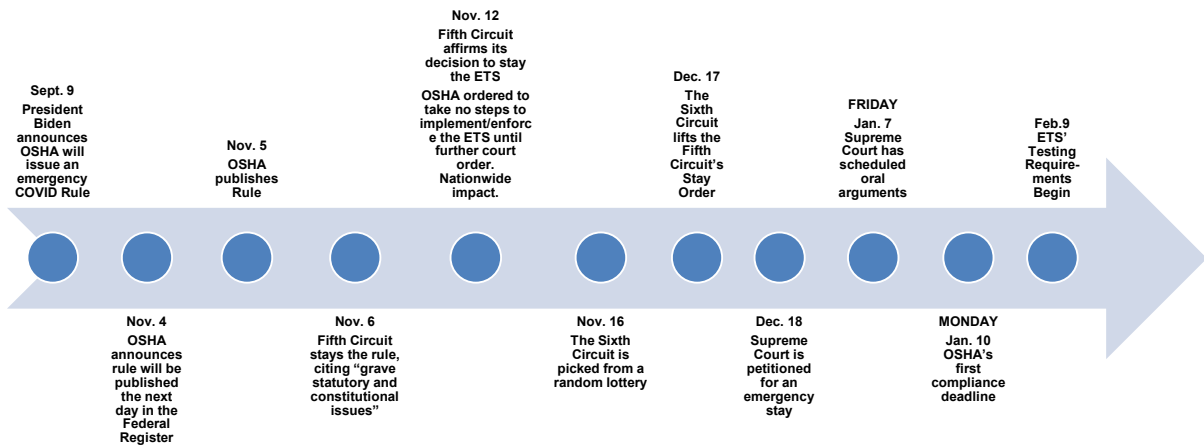 Sept. 9
President
Biden
announces
OSHA will
issue an
emergency
COVID Rule
Nov. 4
OSHA
announces
rule will be
published
the next
day in the
Federal
Register
Nov. 5
OSHA
publishes
Rule
Nov. 6
Fifth Circuit
stays the rule,
citing “grave
statutory and
constitutional
issues”
Nov. 12
Fifth Circuit
affirms its
decision to stay
the ETS
OSHA ordered to
take no steps to
implement/enforc
e the ETS until
further court
order.
Nationwide
impact.
Nov. 16
The Sixth
Circuit is
picked from a
random lottery
Dec. 17
The
Sixth
Circuit
lifts the
Fifth
Circuit’s
Stay
Order
Dec. 18
Supreme
Court is
petitioned
for an
emergency
stay
FRIDAY
Jan. 7
Supreme
Court has
scheduled
oral
arguments
MONDAY
Jan. 10
OSHA’s
first
compliance
deadline
Feb.9
ETS’
Testing
Require-
ments
Begin